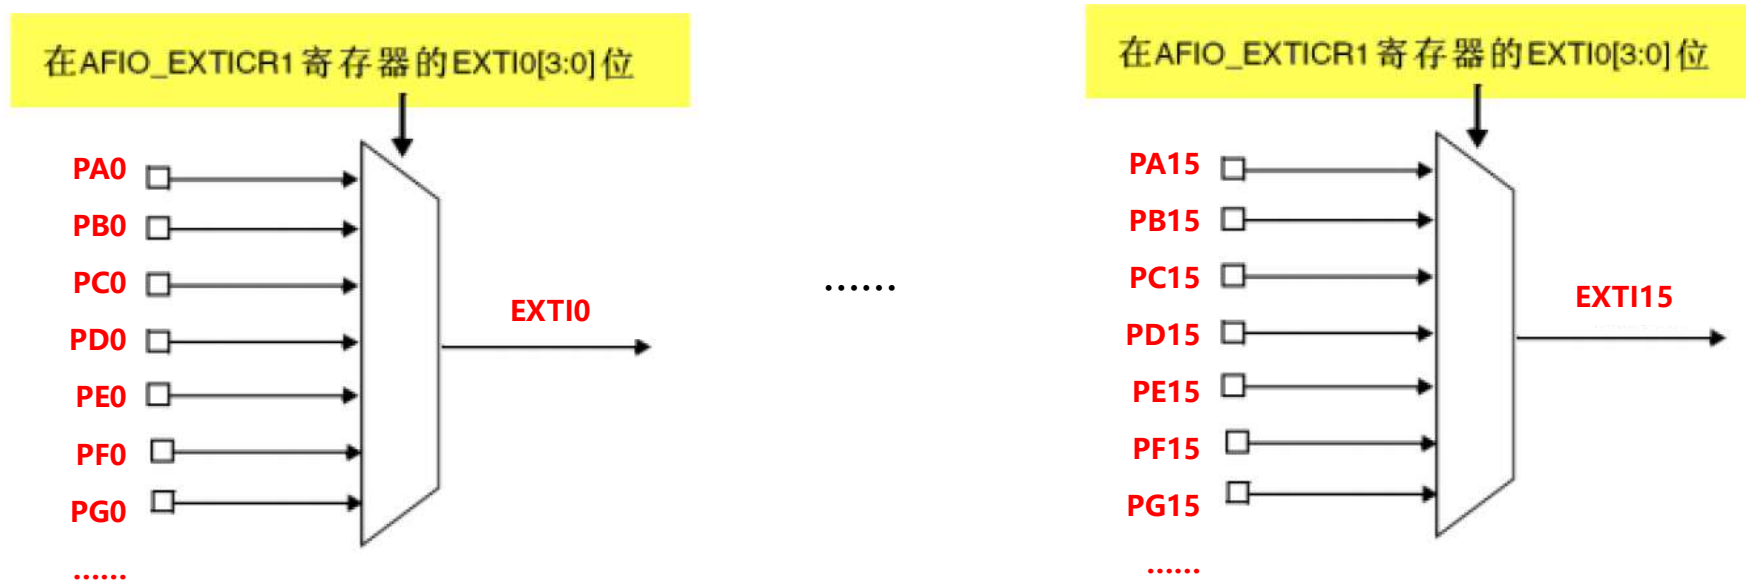 在AFIO_EXTICR1寄存器的EXTI0[3:0]位
PA0
PB0
PC0
PD0
PE0
PF0
PG0
......
EXTI0
......
在AFIO_EXTICR1寄存器的EXTI0[3:0]位
PA15
PB15
PC15
PD15
PE15
PF15
PG15
......
EXTI15